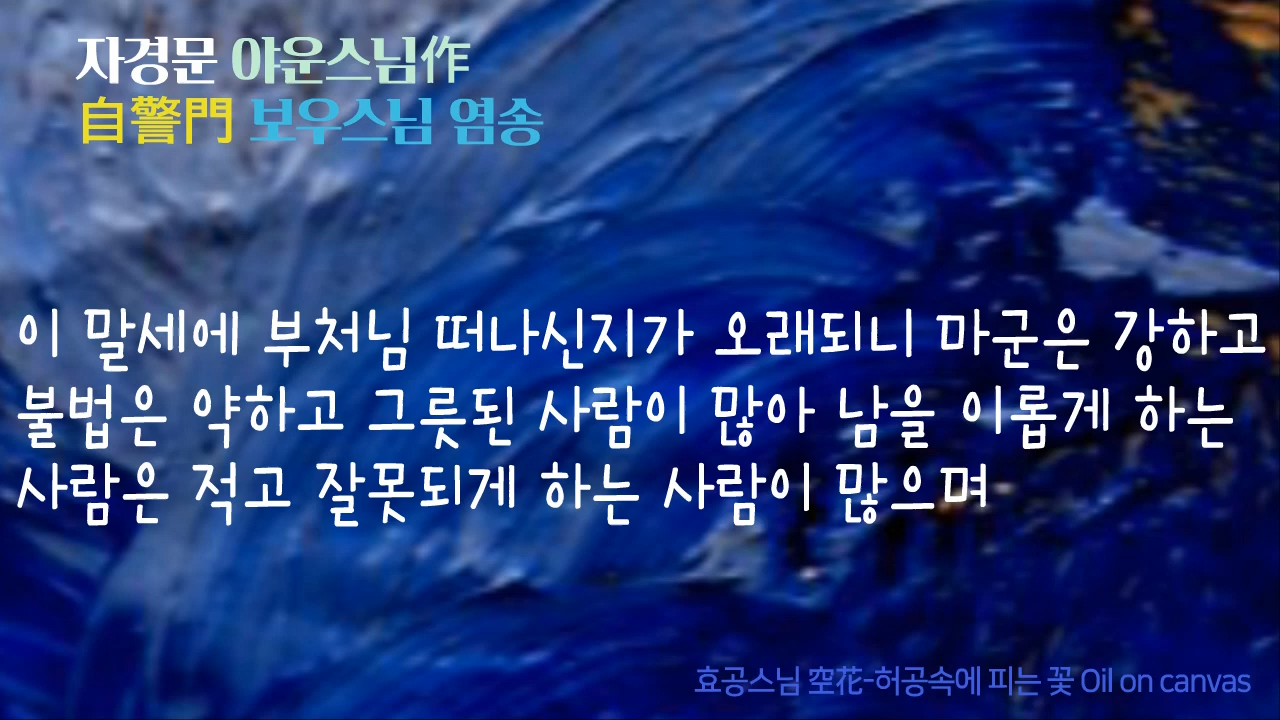 자경문 야운스님作
自警門 보우스님 염송
이 말세에 부처님 떠나신지가 오래되니 마군은 강하고
불법은 약하고 그릇된 사람이 많아 남을 이롭게 하는
사람은 적고 잘못되게 하는 사람이 많으며
효공스님 空花-허공속에 피는 꽃 Oil on canvas